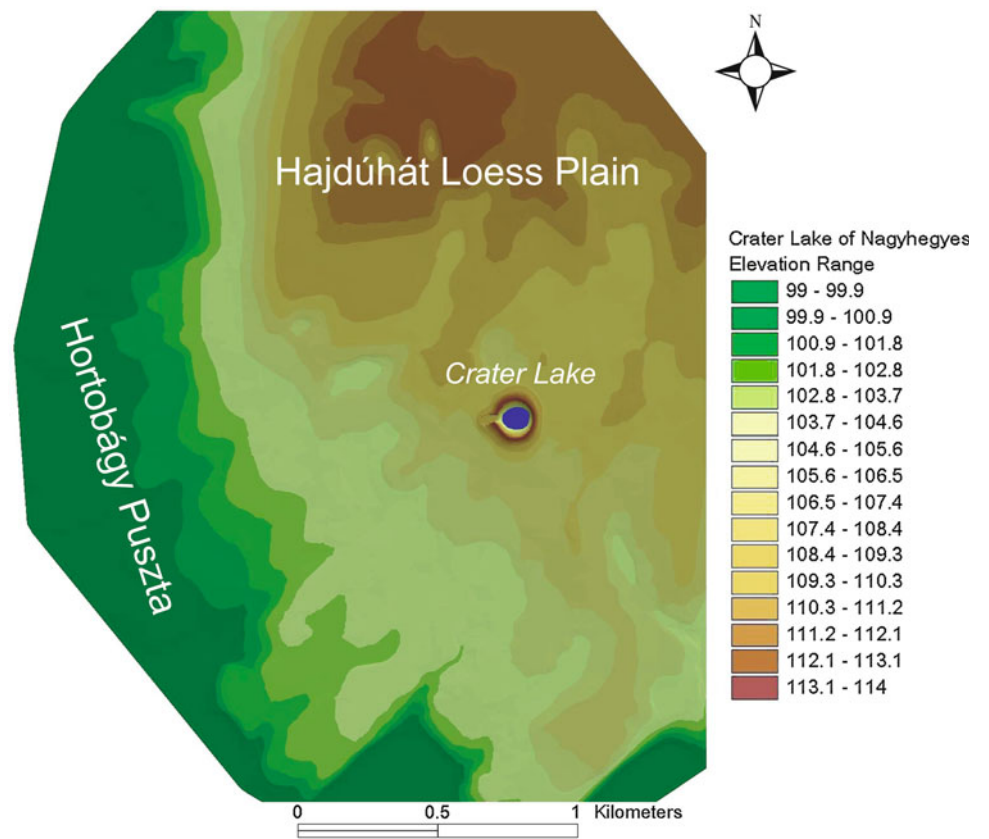 N
Hajdúhát Loess Plain
Hortobágy Puszta
Crater Lake
Crater Lake of Nagyhegyes
Elevation Range
99 - 99.9
99.9 - 100.9
100.9 - 101.8
101.8 - 102.8
102.8 - 103.7
103.7 - 104.6
104.6 - 105.6
105.6 - 106.5
106.5 - 107.4
107.4 - 108.4
108.4 - 109.3
109.3 - 110.3
110.3 - 111.2
111.2 - 112.1
112.1 - 113.1
113.1 - 114
0 0.5 1 Kilometers